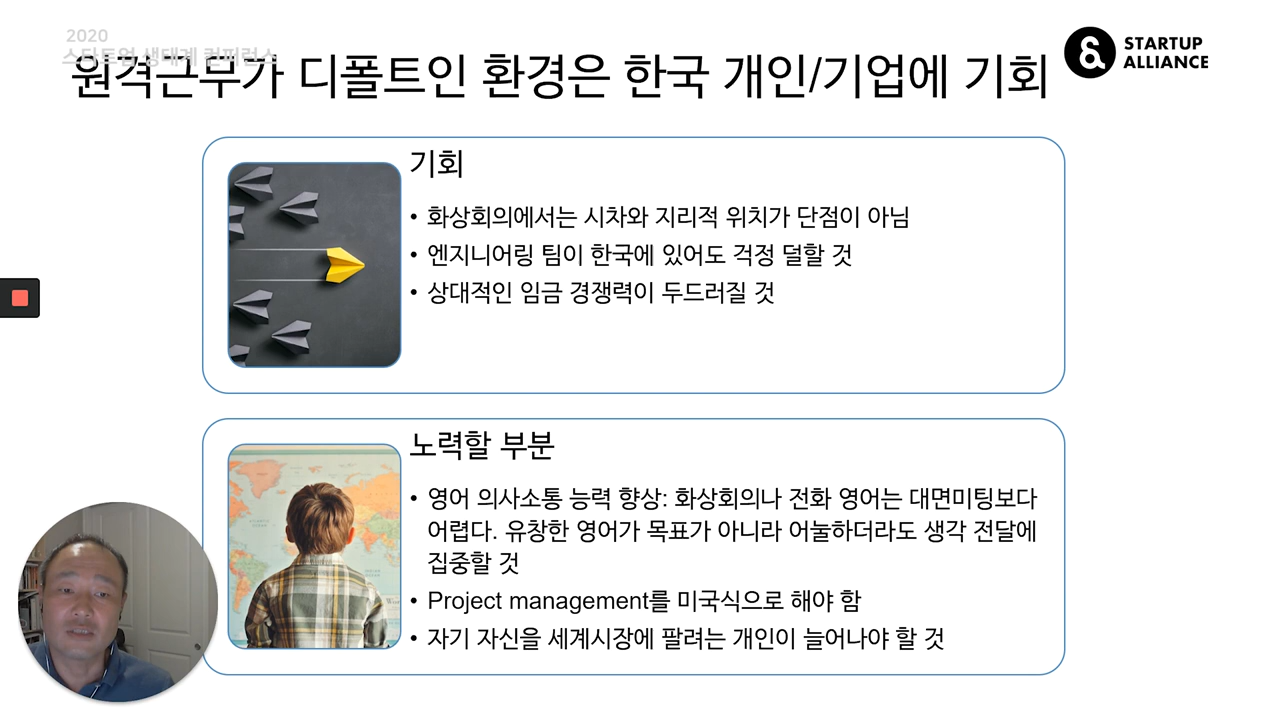 2020
스타트업 생태계 컨퍼런스
원격근무가 디폴트인 환경은 한국 개인/기업에 기회
STARTUP
ALLIANCE
기회
• 화상회의에서는 시차와 지리적 위치가 단점이 아님
• 엔지니어링 팀이 한국에 있어도 걱정 덜할 것
• 상대적인 임금 경쟁력이 두드러질 것
노력할 부분
• 영어 의사소통 능력 향상: 화상회의나 전화 영어는 대면미팅보다
어렵다. 유창한 영어가 목표가 아니라 어눌하더라도 생각 전달에
집중할 것
• Project management를 미국식으로 해야 함
• 자기 자신을 세계시장에 팔려는 개인이 늘어나야 할 것